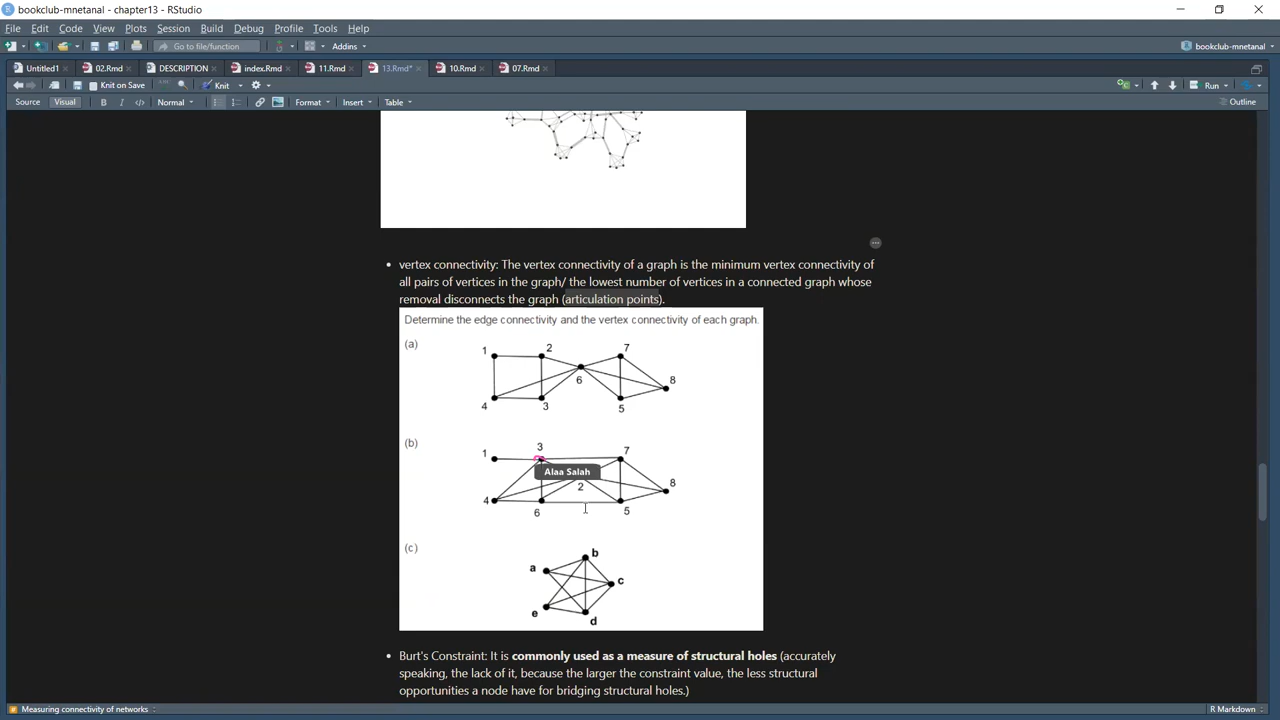 bookclub-mnetanal - chapter13 - RStudio
File Edit Code View Plots Session Build Debug Profile Tools Help
Go to file/function Addins bookclub-mnetanal
Untitled1 02.Rmd DESCRIPTION index.Rmd 11.Rmd 13.Rmd* 10.Rmd 07.Rmd
Knit on Save Knit Run
Source Visual B I </> Normal Format Insert Table Outline
• vertex connectivity: The vertex connectivity of a graph is the minimum vertex connectivity of
all pairs of vertices in the graph/ the lowest number of vertices in a connected graph whose
removal disconnects the graph (articulation points).
Determine the edge connectivity and the vertex connectivity of each graph.
(a)
1 2 7
6 8
4 3 5
(b)
3
1 7
Alaa Salah
2 8
4 6 5
(c)
b
a
c
e
d
• Burt's Constraint: It is commonly used as a measure of structural holes (accurately
speaking, the lack of it, because the larger the constraint value, the less structural
opportunities a node have for bridging structural holes.)
Measuring connectivity of networks R Markdown